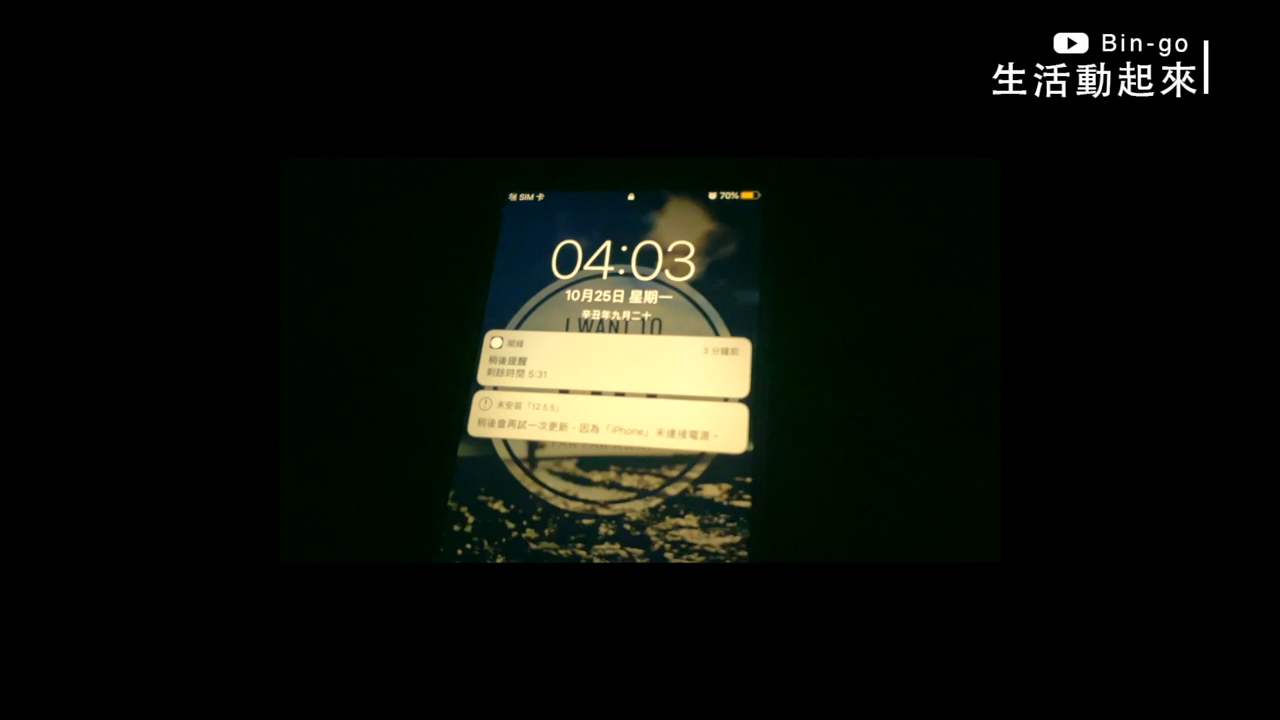 Bin-go
生活動起來
無 SIM 卡
70%
04:03
10月25日 星期一
辛丑年九月二十
I WANT TO
鬧鐘
3 分鐘前
稍後提醒
剩餘時間 5:31
未安裝「12.5.5」
稍後會再試一次更新，因為「iPhone」未連接電源。